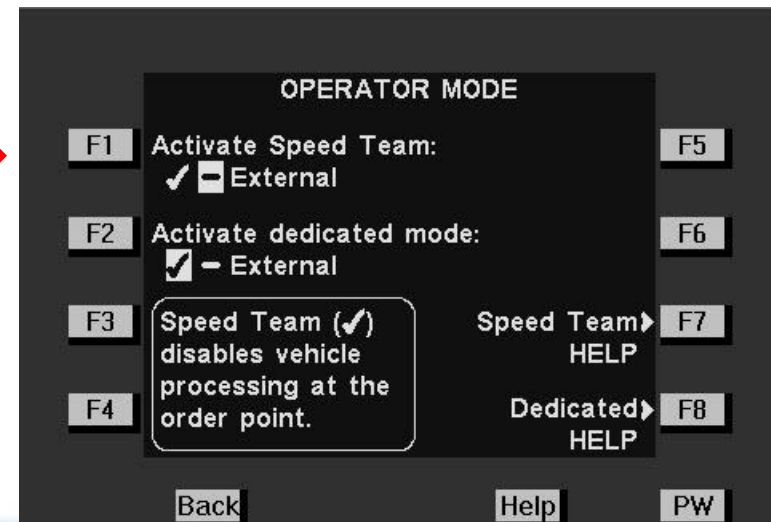 OPERATOR MODE
F1 Activate Speed Team: F5
✓ – External
F2 Activate dedicated mode: F6
✓ – External
F3 Speed Team (✓) Speed Team F7
disables vehicle HELP
processing at the
F4 order point. Dedicated F8
HELP
Back Help PW